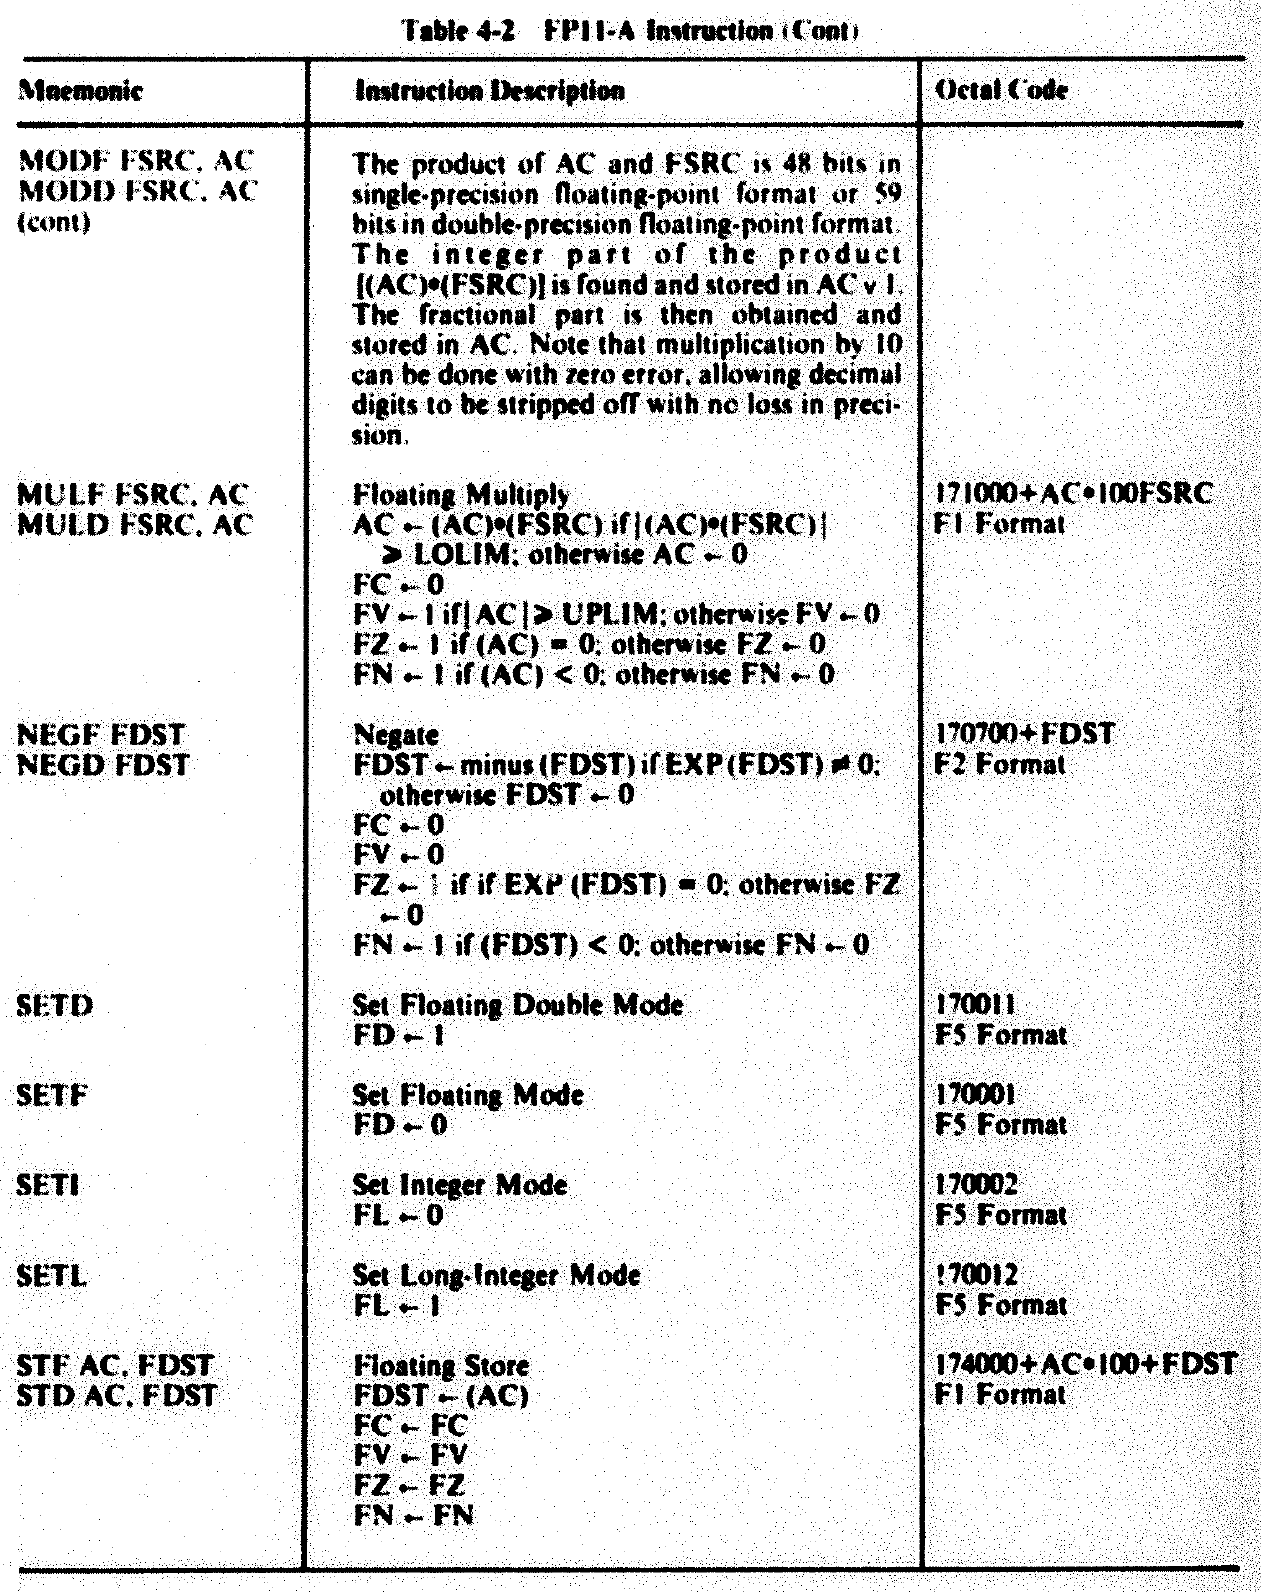 Table 4-2 FP11-A Instruction (Cont)
Mnemonic Instruction Description Octal Code
MODF FSRC, AC
MODD FSRC, AC
(cont)
The product of AC and FSRC is 48 bits in
single-precision floating-point format or 59
bits in double-precision floating-point format.
The integer part of the product
[(AC)•(FSRC)] is found and stored in AC v 1.
The fractional part is then obtained and
stored in AC. Note that multiplication by 10
can be done with zero error, allowing decimal
digits to be stripped off with no loss in preci-
sion.
MULF FSRC, AC
MULD FSRC, AC
Floating Multiply
AC ← (AC)•(FSRC) if |(AC)•(FSRC)|
⩾ LOLIM; otherwise AC ← 0
FC ← 0
FV ← 1 if |AC| ⩾ UPLIM; otherwise FV ← 0
FZ ← 1 if (AC) = 0; otherwise FZ ← 0
FN ← 1 if (AC) < 0; otherwise FN ← 0
171000+AC•100FSRC
F1 Format
NEGF FDST
NEGD FDST
Negate
FDST ← minus (FDST) if EXP (FDST) ≠ 0;
otherwise FDST ← 0
FC ← 0
FV ← 0
FZ ← 1 if if EXP (FDST) = 0; otherwise FZ
← 0
FN ← 1 if (FDST) < 0; otherwise FN ← 0
170700+FDST
F2 Format
SETD
Set Floating Double Mode
FD ← 1
170011
F5 Format
SETF
Set Floating Mode
FD ← 0
170001
F5 Format
SETI
Set Integer Mode
FL ← 0
170002
F5 Format
SETL
Set Long-Integer Mode
FL ← 1
170012
F5 Format
STF AC, FDST
STD AC, FDST
Floating Store
FDST ← (AC)
FC ← FC
FV ← FV
FZ ← FZ
FN ← FN
174000+AC•100+FDST
F1 Format